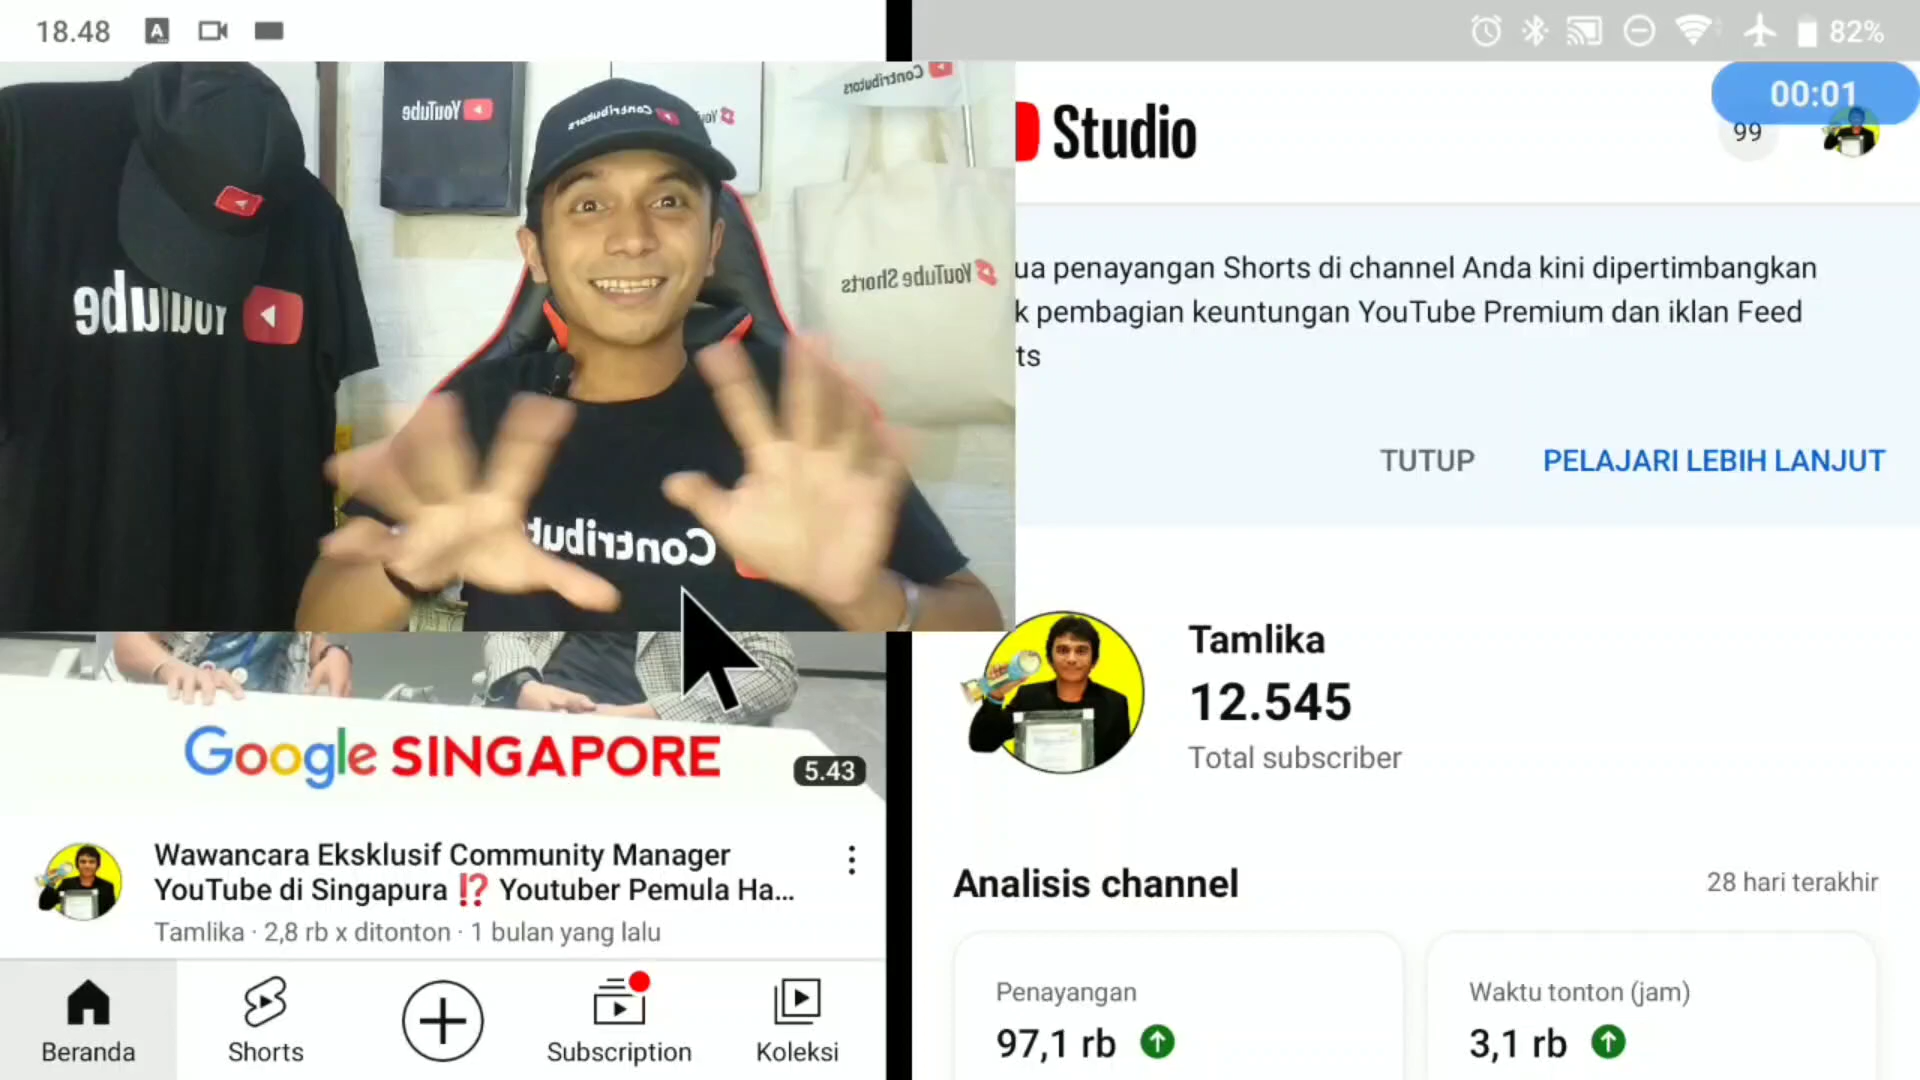 18.48
82%
00:01
99
YouTube
Contributors
Contributors
YouTube
YouTube Shorts
Contribut
Studio
ua penayangan Shorts di channel Anda kini dipertimbangkan
k pembagian keuntungan YouTube Premium dan iklan Feed
ts
TUTUP
PELAJARI LEBIH LANJUT
Tamlika
12.545
Total subscriber
Google SINGAPORE
5.43
Wawancara Eksklusif Community Manager
YouTube di Singapura ⁉ Youtuber Pemula Ha...
Tamlika · 2,8 rb x ditonton · 1 bulan yang lalu
Analisis channel
28 hari terakhir
Penayangan
97,1 rb
Waktu tonton (jam)
3,1 rb
Beranda
Shorts
Subscription
Koleksi